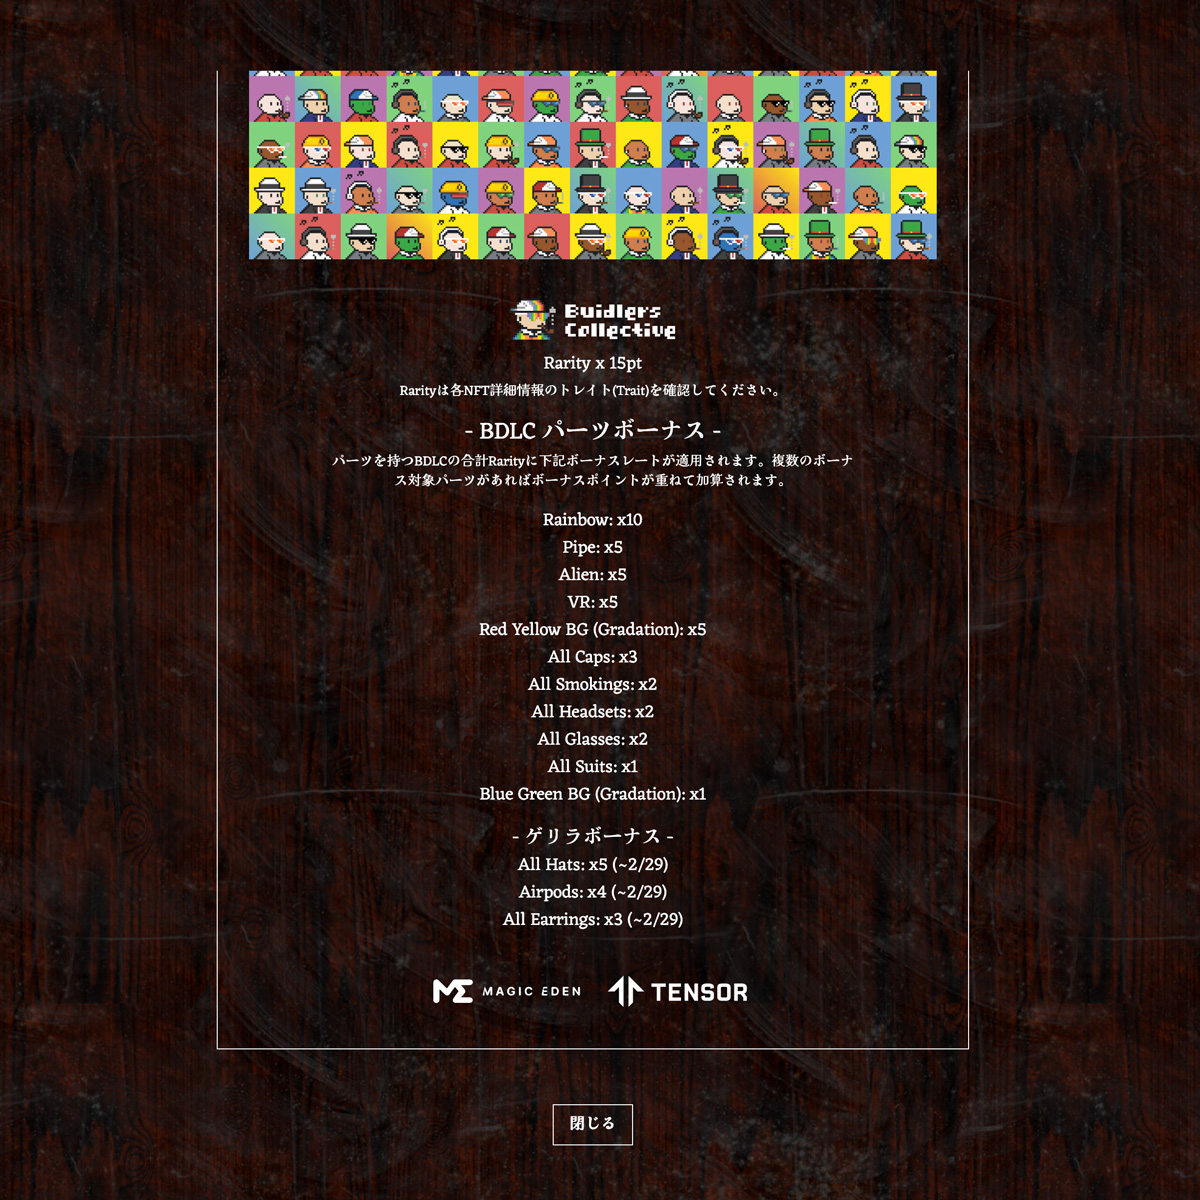 Buidlers
Collective
Rarity x 15pt
Rarityは各NFT詳細情報のトレイト(Trait)を確認してください。
- BDLC パーツボーナス -
パーツを持つBDLCの合計Rarityに下記ボーナスレートが適用されます。複数のボーナ
ス対象パーツがあればボーナスポイントが重ねて加算されます。
Rainbow: x10
Pipe: x5
Alien: x5
VR: x5
Red Yellow BG (Gradation): x5
All Caps: x3
All Smokings: x2
All Headsets: x2
All Glasses: x2
All Suits: x1
Blue Green BG (Gradation): x1
- ゲリラボーナス -
All Hats: x5 (~2/29)
Airpods: x4 (~2/29)
All Earrings: x3 (~2/29)
ME MAGIC EDEN TENSOR
閉じる